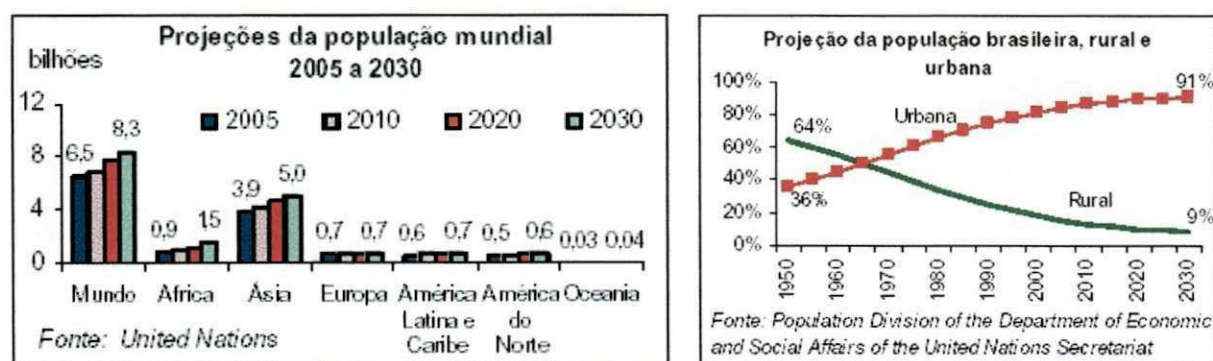 Projeções da população mundial
2005 a 2030
bilhões
12
8
4
0
2005 2010 2020 2030
6,5 8,3
0,9 1,5
3,9 5,0
0,7 0,7
0,6 0,7
0,5 0,6
0,03 0,04
Mundo Africa Ásia Europa América América Oceania
Latina e do
Caribe Norte
Fonte: United Nations
Projeção da população brasileira, rural e
urbana
100%
80%
60%
40%
20%
0%
64%
36%
Urbana
91%
Rural
9%
1950 1960 1970 1980 1990 2000 2010 2020 2030
Fonte: Population Division of the Department of Economic
and Social Affairs of the United Nations Secretariat